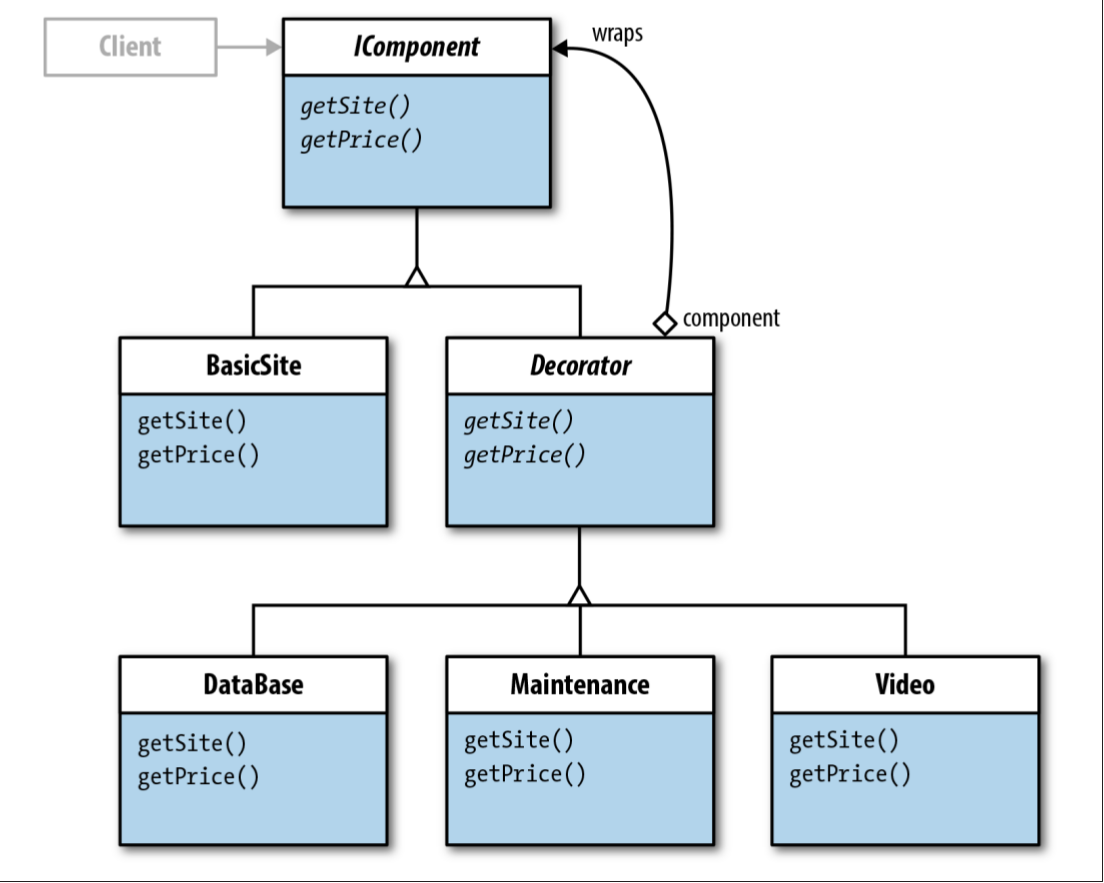 Client
IComponent
wraps
getSite()
getPrice()
component
BasicSite
getSite()
getPrice()
Decorator
getSite()
getPrice()
DataBase
getSite()
getPrice()
Maintenance
getSite()
getPrice()
Video
getSite()
getPrice()